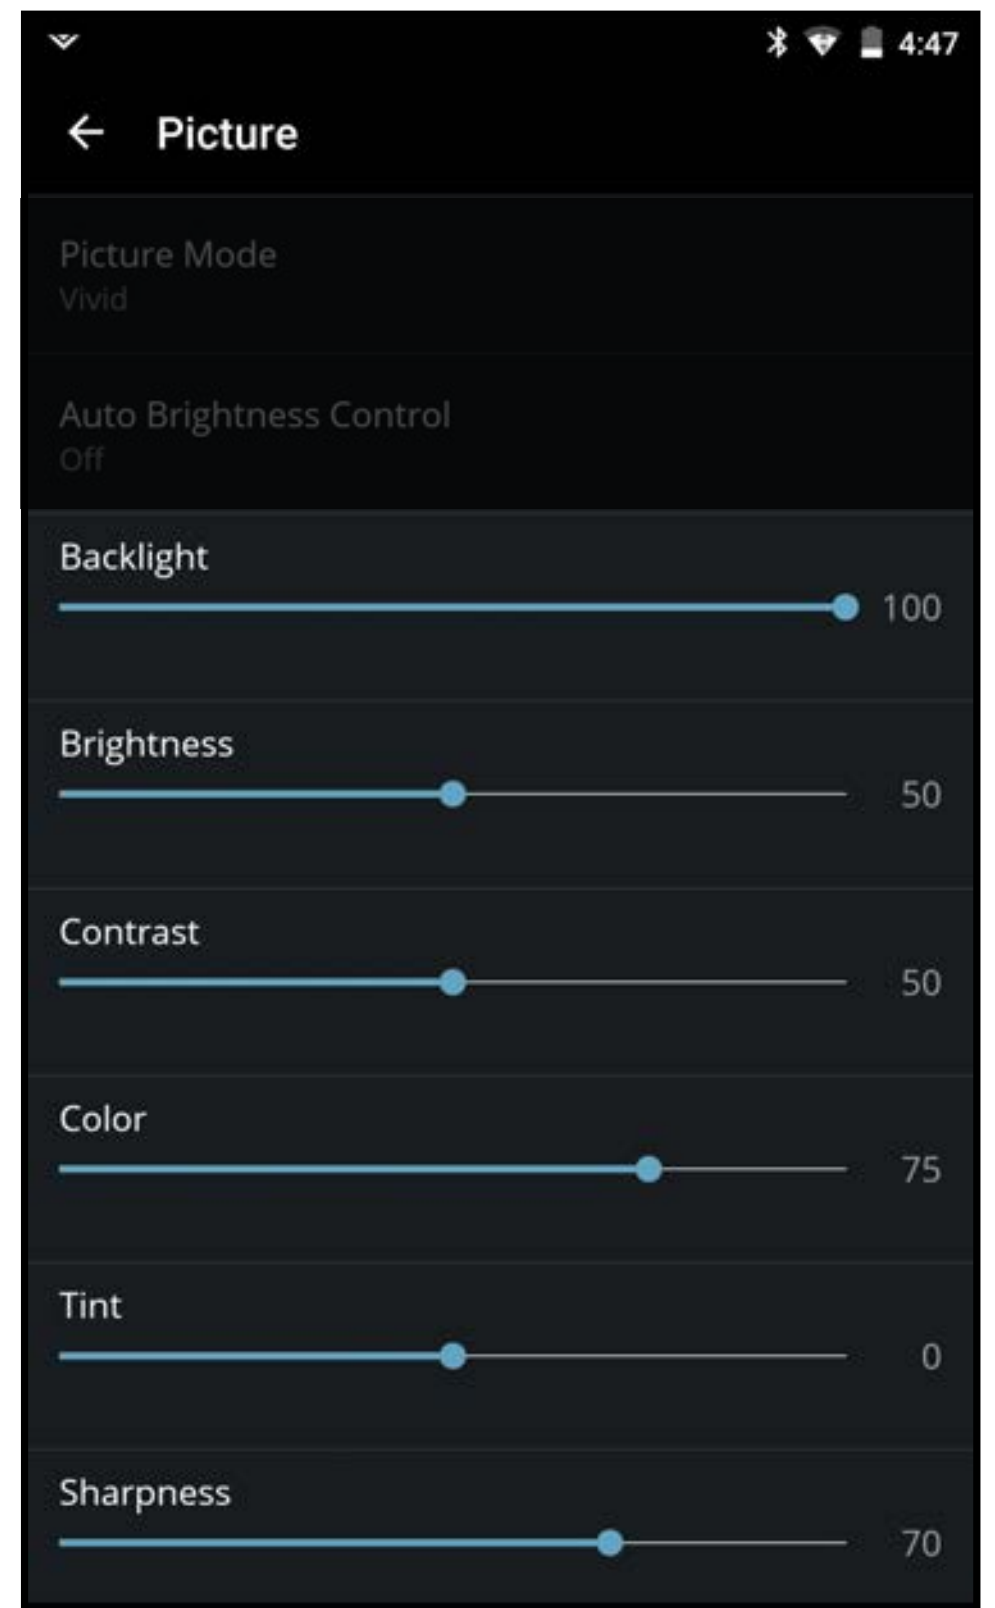 4:47
Picture
Picture Mode
Vivid
Auto Brightness Control
Off
Backlight
100
Brightness
50
Contrast
50
Color
75
Tint
0
Sharpness
70